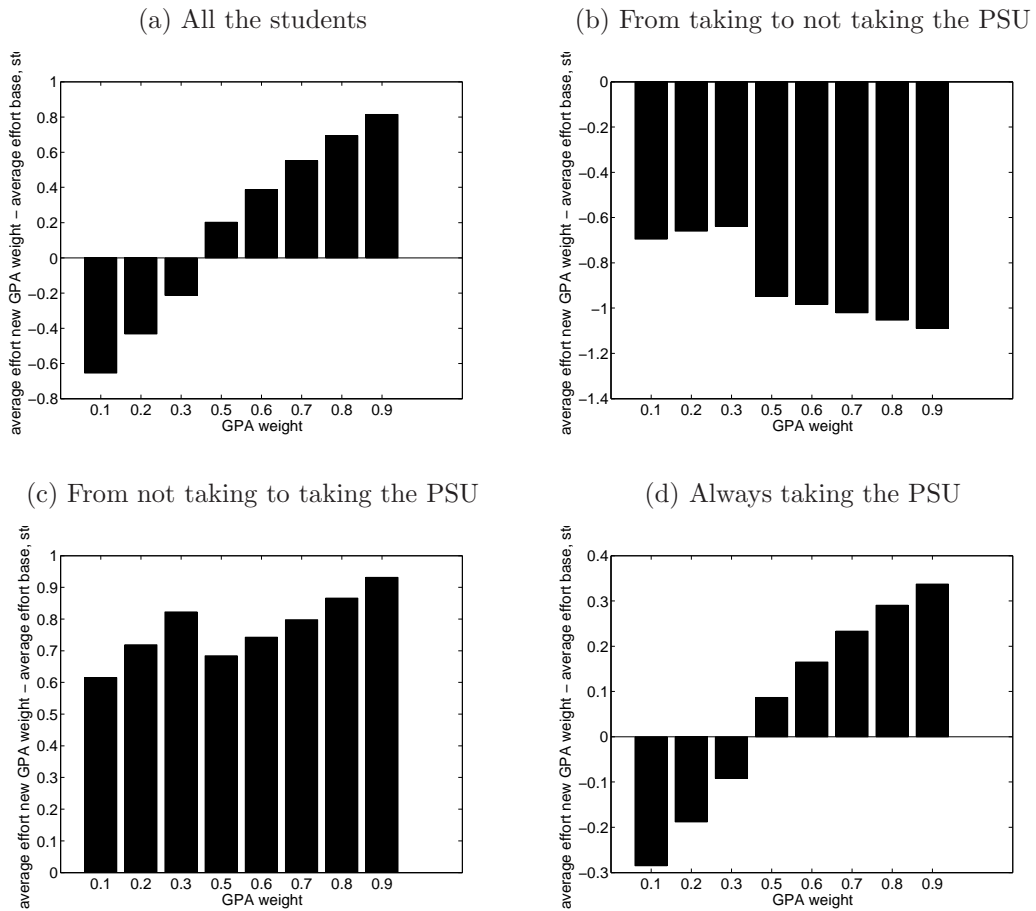 (a) All the students
average effort new GPA weight − average effort base,
1
0.8
0.6
0.4
0.2
0
−0.2
−0.4
−0.6
−0.8
0.1 0.2 0.3 0.5 0.6 0.7 0.8 0.9
GPA weight
(b) From taking to not taking the PSU
average effort new GPA weight − average effort base,
0
−0.2
−0.4
−0.6
−0.8
−1
−1.2
−1.4
0.1 0.2 0.3 0.5 0.6 0.7 0.8 0.9
GPA weight
(c) From not taking to taking the PSU
average effort new GPA weight − average effort base,
1
0.9
0.8
0.7
0.6
0.5
0.4
0.3
0.2
0.1
0
0.1 0.2 0.3 0.5 0.6 0.7 0.8 0.9
GPA weight
(d) Always taking the PSU
average effort new GPA weight − average effort base,
0.4
0.3
0.2
0.1
0
−0.1
−0.2
−0.3
0.1 0.2 0.3 0.5 0.6 0.7 0.8 0.9
GPA weight